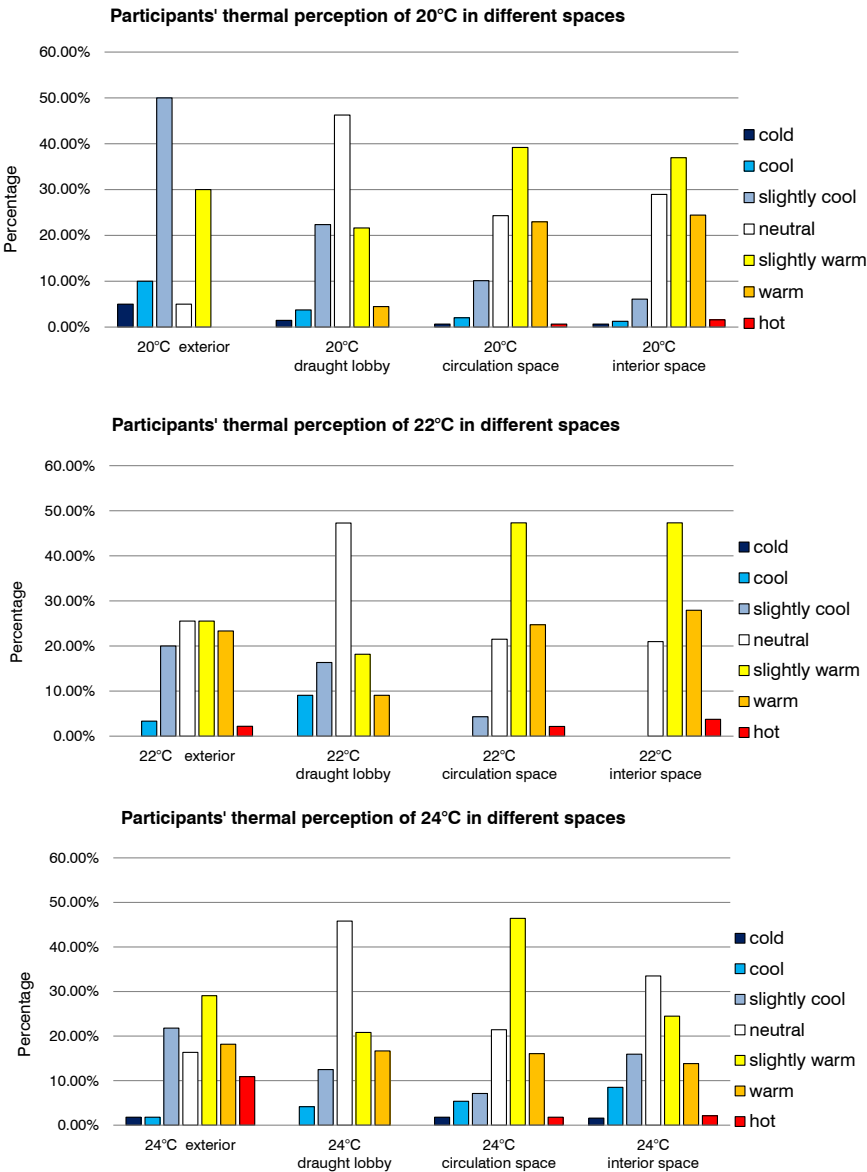 Participants' thermal perception of 20°C in different spaces
60.00%
50.00%
40.00%
30.00%
20.00%
10.00%
0.00%
Percentage
20°C exterior
20°C
draught lobby
20°C
circulation space
20°C
interior space
cold
cool
slightly cool
neutral
slightly warm
warm
hot
Participants' thermal perception of 22°C in different spaces
60.00%
50.00%
40.00%
30.00%
20.00%
10.00%
0.00%
Percentage
22°C exterior
22°C
draught lobby
22°C
circulation space
22°C
interior space
cold
cool
slightly cool
neutral
slightly warm
warm
hot
Participants' thermal perception of 24°C in different spaces
60.00%
50.00%
40.00%
30.00%
20.00%
10.00%
0.00%
Percentage
24°C exterior
24°C
draught lobby
24°C
circulation space
24°C
interior space
cold
cool
slightly cool
neutral
slightly warm
warm
hot